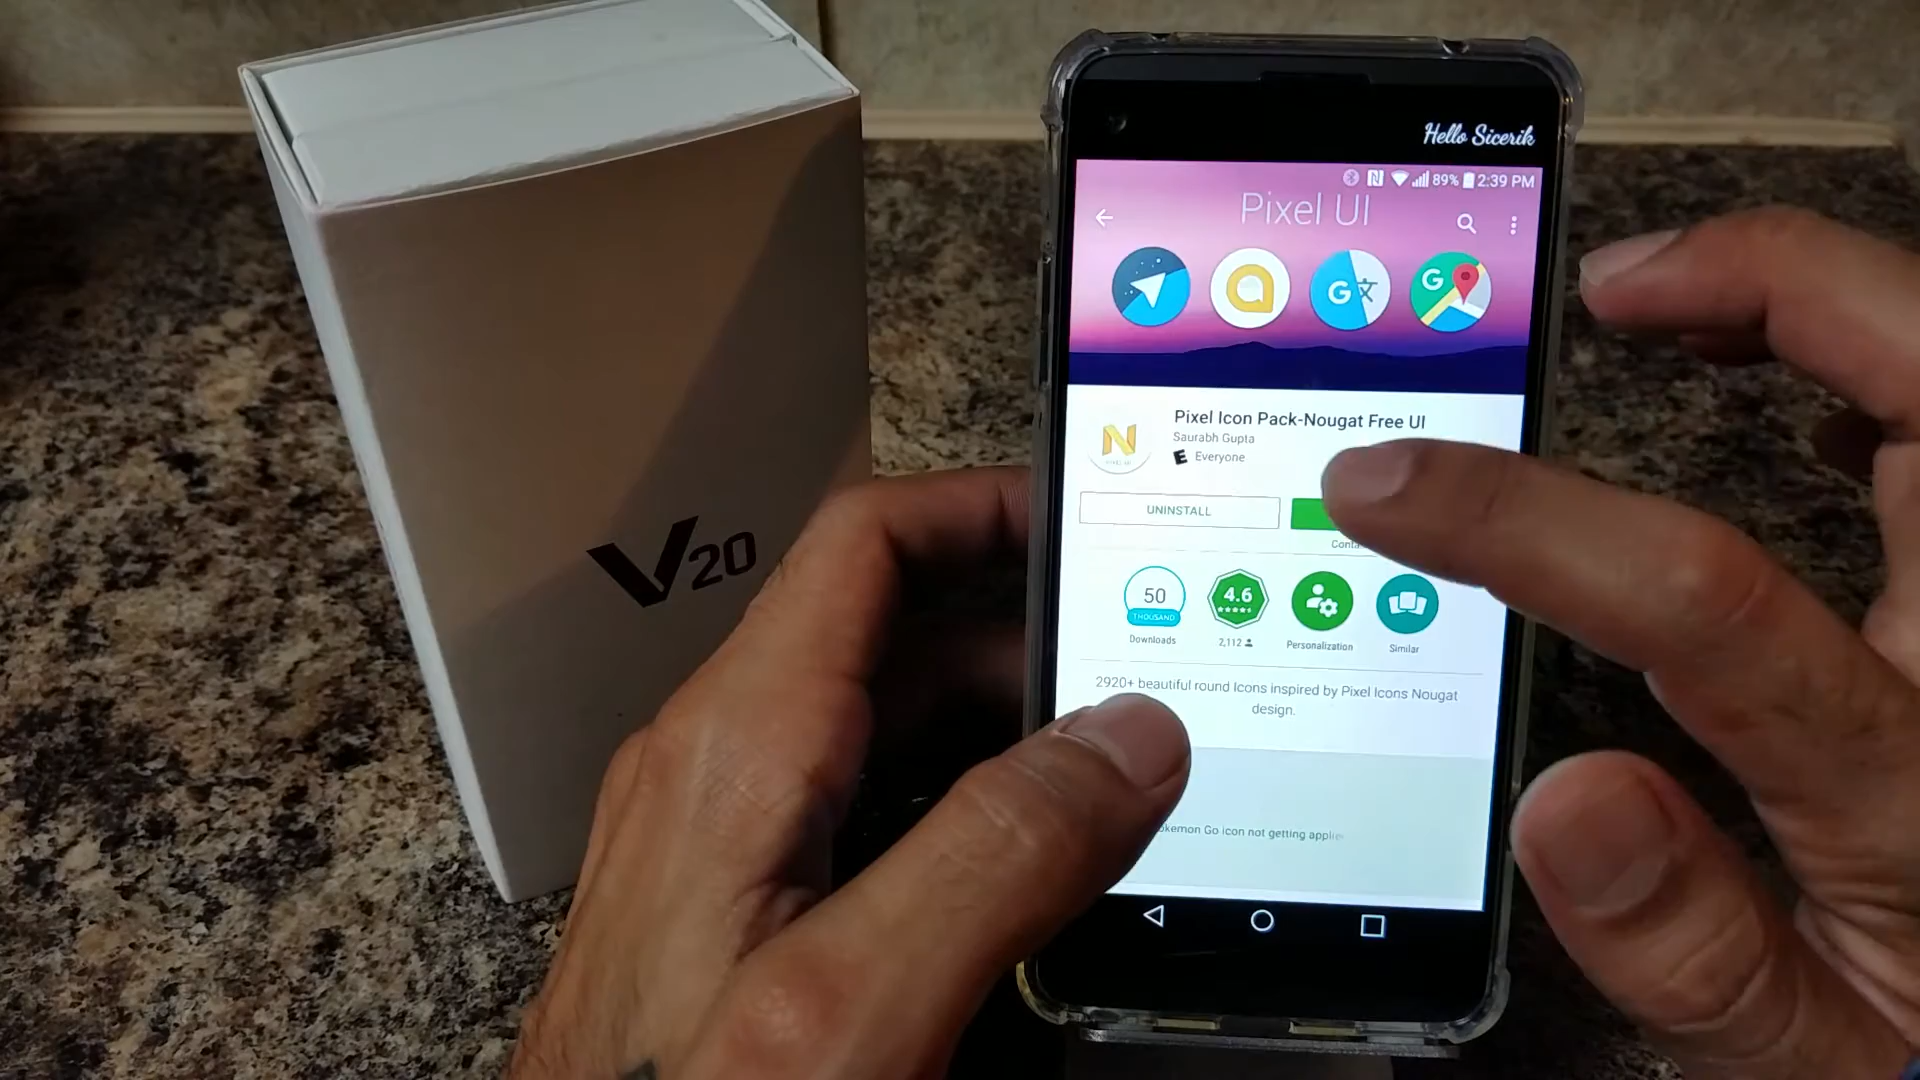 Hello Sicerik
89% 2:39 PM
Pixel UI
G 文
G
Pixel Icon Pack-Nougat Free UI
Saurabh Gupta
E Everyone
N
UNINSTALL
50
THOUSAND
Downloads
4.6
2,112
Personalization
Similar
2920+ beautiful round Icons inspired by Pixel Icons Nougat
design.
Go icon not getting
V20